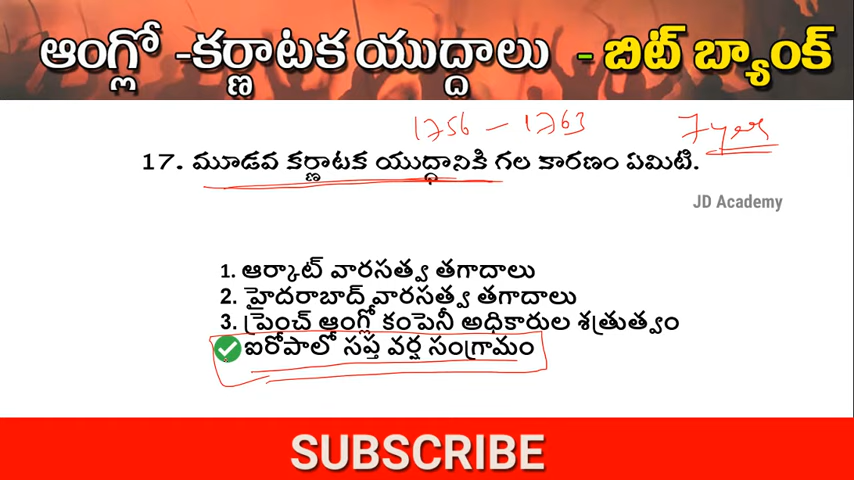 ఆంగ్లో -కర్ణాటక యుద్దాలు - బిట్ బ్యాంక్
1756 - 1763 7 yers
17. మూడవ కర్ణాటక యుద్ధానికి గల కారణం ఏమిటి.
JD Academy
1. ఆర్కాట్ వారసత్వ తగాదాలు
2. హైదరాబాద్ వారసత్వ తగాదాలు
3. ప్రెంచ్ ఆంగ్లో కంపెనీ అధికారుల శత్రుత్వం
ఐరోపాలో సప్త వర్ష సంగ్రామం
SUBSCRIBE